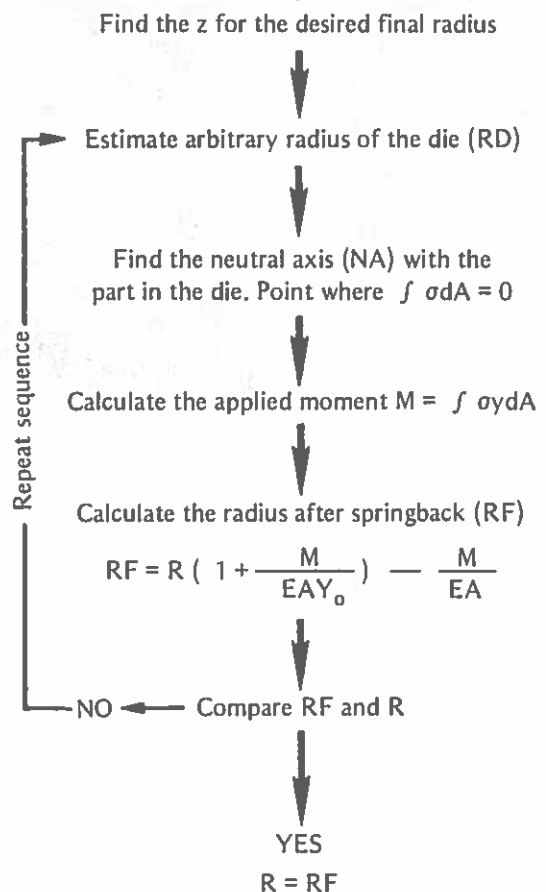 Find the z for the desired final radius
Estimate arbitrary radius of the die (RD)
Find the neutral axis (NA) with the
part in the die. Point where ∫ σdA = 0
Calculate the applied moment M = ∫ σydA
Calculate the radius after springback (RF)
RF = R ( 1 + M/EAY₀ ) — M/EA
NO Compare RF and R
YES
R = RF
Repeat sequence